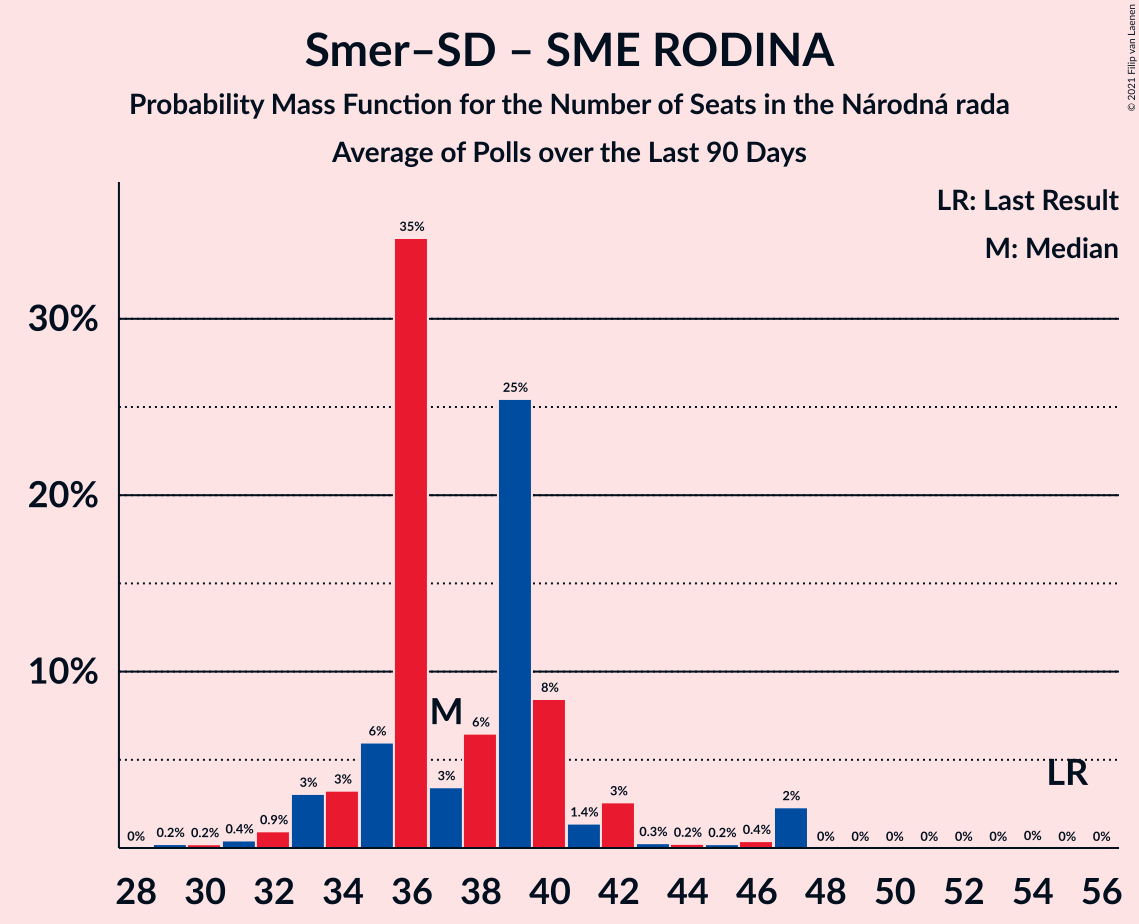 Smer–SD – SME RODINA
Probability Mass Function for the Number of Seats in the Národná rada
Average of Polls over the Last 90 Days
© 2021 Filip van Laenen
LR: Last Result
M: Median
30%
20%
10%
0% 0.2% 0.2% 0.4% 0.9% 3% 3% 6% 35% 3% 6% 25% 8% 1.4% 3% 0.3% 0.2% 0.2% 0.4% 2% 0% 0% 0% 0% 0% 0% 0% 0% 0%
M
LR
28 30 32 34 36 38 40 42 44 46 48 50 52 54 56